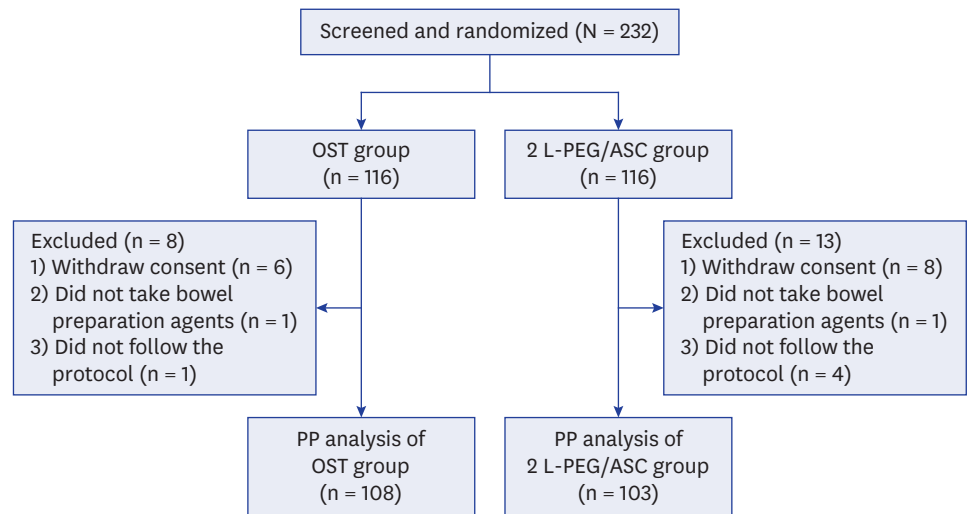 Screened and randomized (N = 232)
OST group
(n = 116)
2 L-PEG/ASC group
(n = 116)
Excluded (n = 8)
1) Withdraw consent (n = 6)
2) Did not take bowel
preparation agents (n = 1)
3) Did not follow the
protocol (n = 1)
Excluded (n = 13)
1) Withdraw consent (n = 8)
2) Did not take bowel
preparation agents (n = 1)
3) Did not follow the
protocol (n = 4)
PP analysis of
OST group
(n = 108)
PP analysis of
2 L-PEG/ASC group
(n = 103)